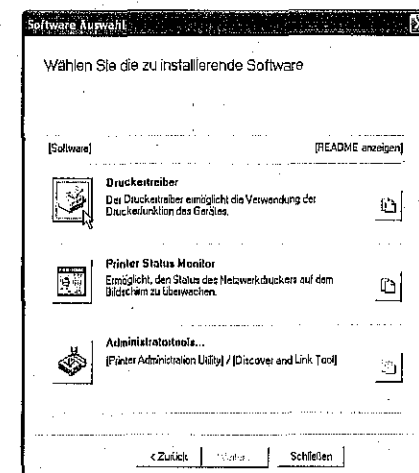 Software Auswahl
Wählen Sie die zu installierende Software
[Software] [README anzeigen]
Druckertreiber
Der Druckertreiber ermöglicht die Verwendung der
Druckerfunktion des Gerätes.
Printer Status Monitor
Ermöglicht, den Status des Netzwerkdruckers auf dem
Bildschirm zu überwachen.
Administratortools...
[Printer Administration Utility] / [Discover and Link Tool]
< Zurück Weiter Schließen